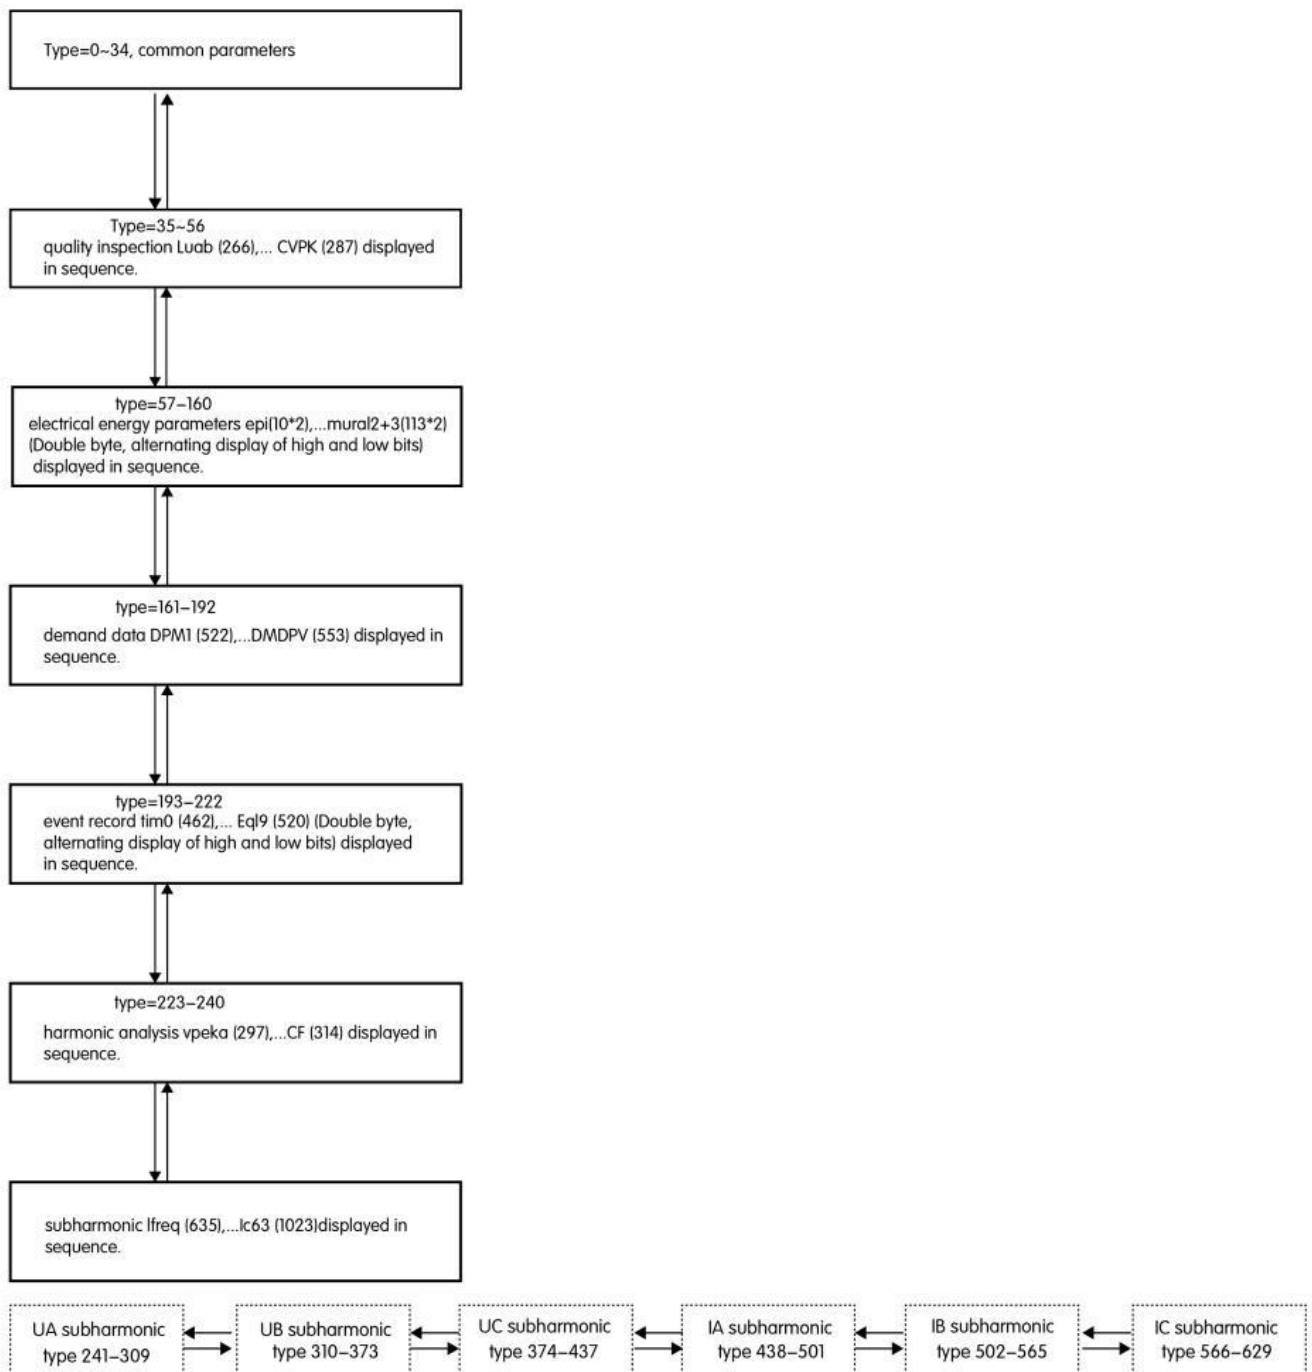 Type=0~34, common parameters
Type=35~56
quality inspection Luab (266),... CVPK (287) displayed
in sequence.
type=57–160
electrical energy parameters epi(10*2),...mural2+3(113*2)
(Double byte, alternating display of high and low bits)
displayed in sequence.
type=161–192
demand data DPM1 (522),...DMDPV (553) displayed in
sequence.
type=193–222
event record tim0 (462),... Eql9 (520) (Double byte,
alternating display of high and low bits) displayed
in sequence.
type=223–240
harmonic analysis vpeka (297),...CF (314) displayed in
sequence.
subharmonic lfreq (635),...Ic63 (1023)displayed in
sequence.
UA subharmonic
type 241–309
UB subharmonic
type 310–373
UC subharmonic
type 374–437
IA subharmonic
type 438–501
IB subharmonic
type 502–565
IC subharmonic
type 566–629